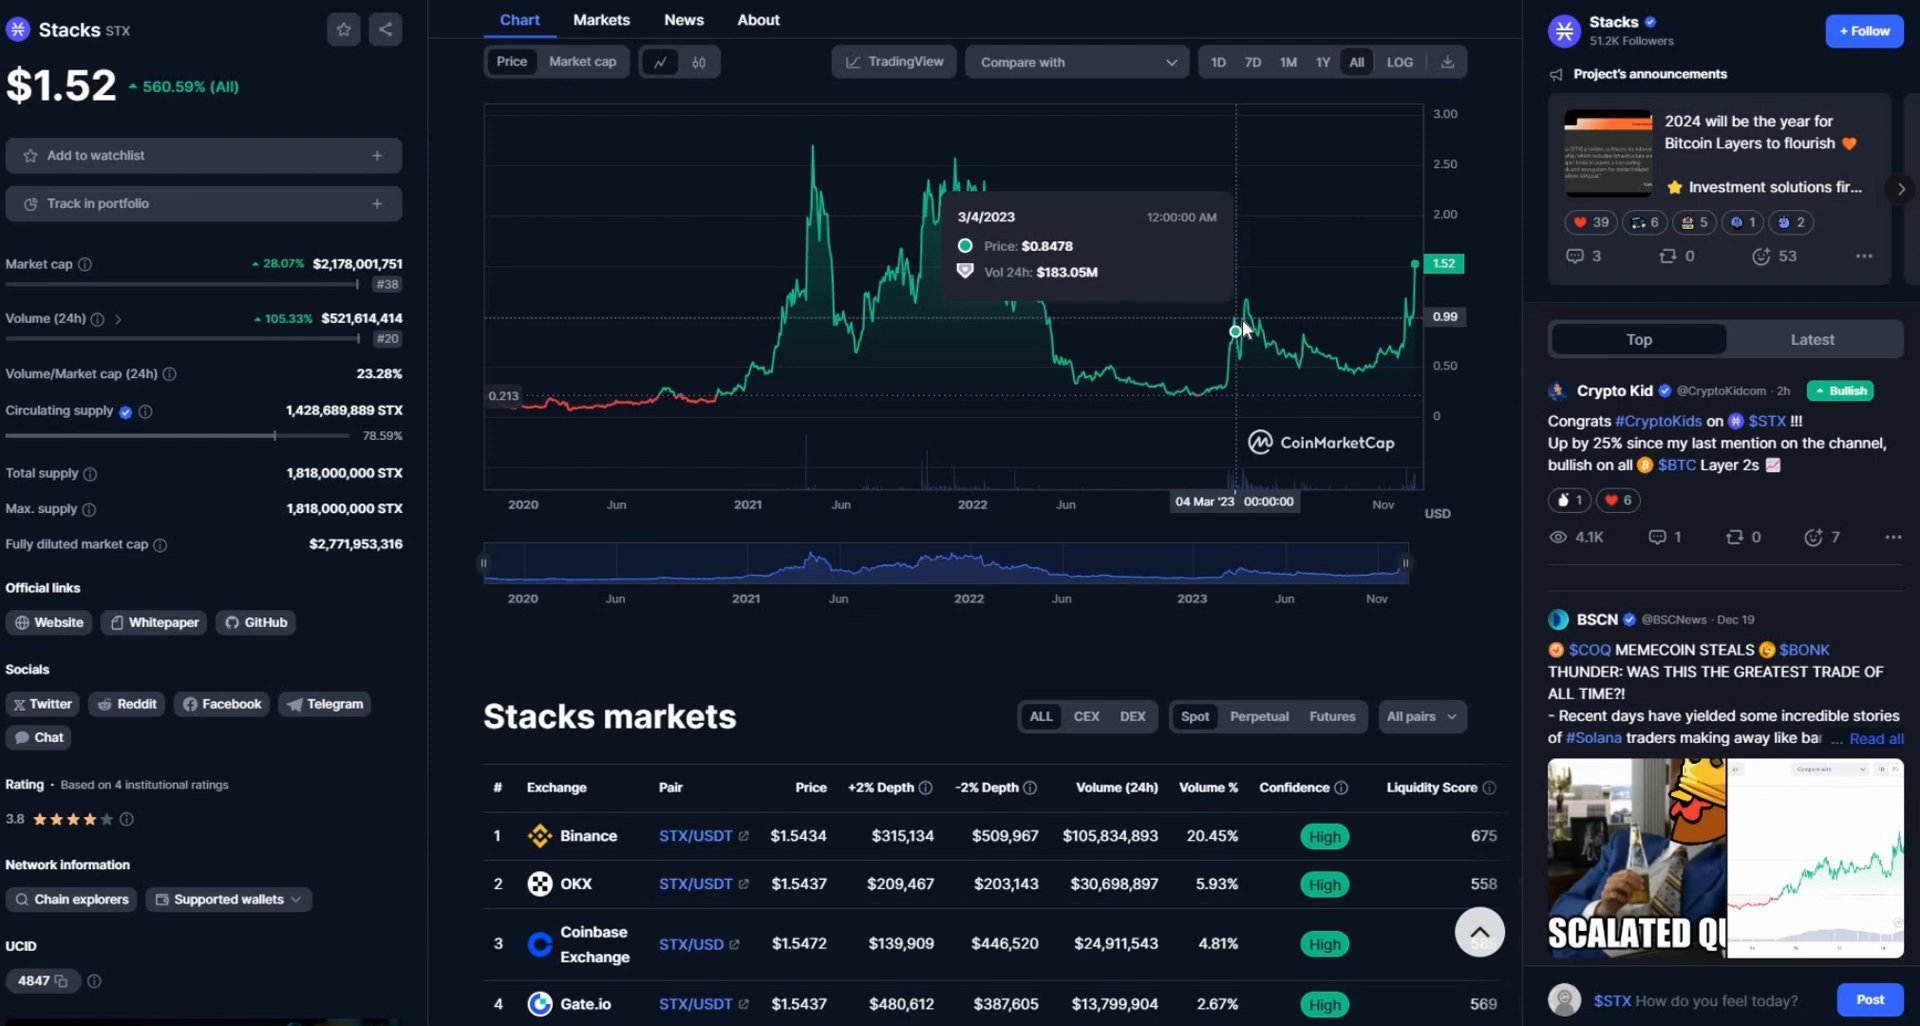 Stacks STX
$1.52 560.59% (All)
Add to watchlist +
Track in portfolio +
Market cap 28.07% $2,178,001,751
#38
Volume (24h) 105.33% $521,614,414
#20
Volume/Market cap (24h) 23.28%
Circulating supply 1,428,689,889 STX
78.59%
Total supply 1,818,000,000 STX
Max. supply 1,818,000,000 STX
Fully diluted market cap $2,771,953,316
Official links
Website Whitepaper GitHub
Socials
Twitter Reddit Facebook Telegram
Chat
Rating · Based on 4 institutional ratings
3.8
Network information
Chain explorers Supported wallets
UCID
4847
Chart Markets News About
Price Market cap TradingView Compare with 1D 7D 1M 1Y All LOG
3.00
2.50
2.00
1.52
0.99
0.50
0
0.213
3/4/2023 12:00:00 AM
Price: $0.8478
Vol 24h: $183.05M
CoinMarketCap
2020 Jun 2021 Jun 2022 Jun 04 Mar '23 00:00:00 Nov
USD
2020 Jun 2021 Jun 2022 Jun 2023 Jun Nov
Stacks markets
ALL CEX DEX Spot Perpetual Futures All pairs
# Exchange Pair Price +2% Depth -2% Depth Volume (24h) Volume % Confidence Liquidity Score
1 Binance STX/USDT $1.5434 $315,134 $509,967 $105,834,893 20.45% High 675
2 OKX STX/USDT $1.5437 $209,467 $203,143 $30,698,897 5.93% High 558
3 Coinbase Exchange STX/USD $1.5472 $139,909 $446,520 $24,911,543 4.81% High
4 Gate.io STX/USDT $1.5437 $480,612 $387,605 $13,799,904 2.67% High 569
Stacks
51.2K Followers
+ Follow
Project's announcements
2024 will be the year for
Bitcoin Layers to flourish 🧡
⭐ Investment solutions fir...
39 6 5 1 2
3 0 53
Top Latest
Crypto Kid @CryptoKidcom · 2h Bullish
Congrats #CryptoKids on $STX !!!
Up by 25% since my last mention on the channel,
bullish on all $BTC Layer 2s 📈
1 6
4.1K 1 0 7
BSCN @BSCNews · Dec 19
$COQ MEMECOIN STEALS $BONK
THUNDER: WAS THIS THE GREATEST TRADE OF
ALL TIME?!
- Recent days have yielded some incredible stories
of #Solana traders making away like ba ... Read all
SCALATED QU
$STX How do you feel today?
Post